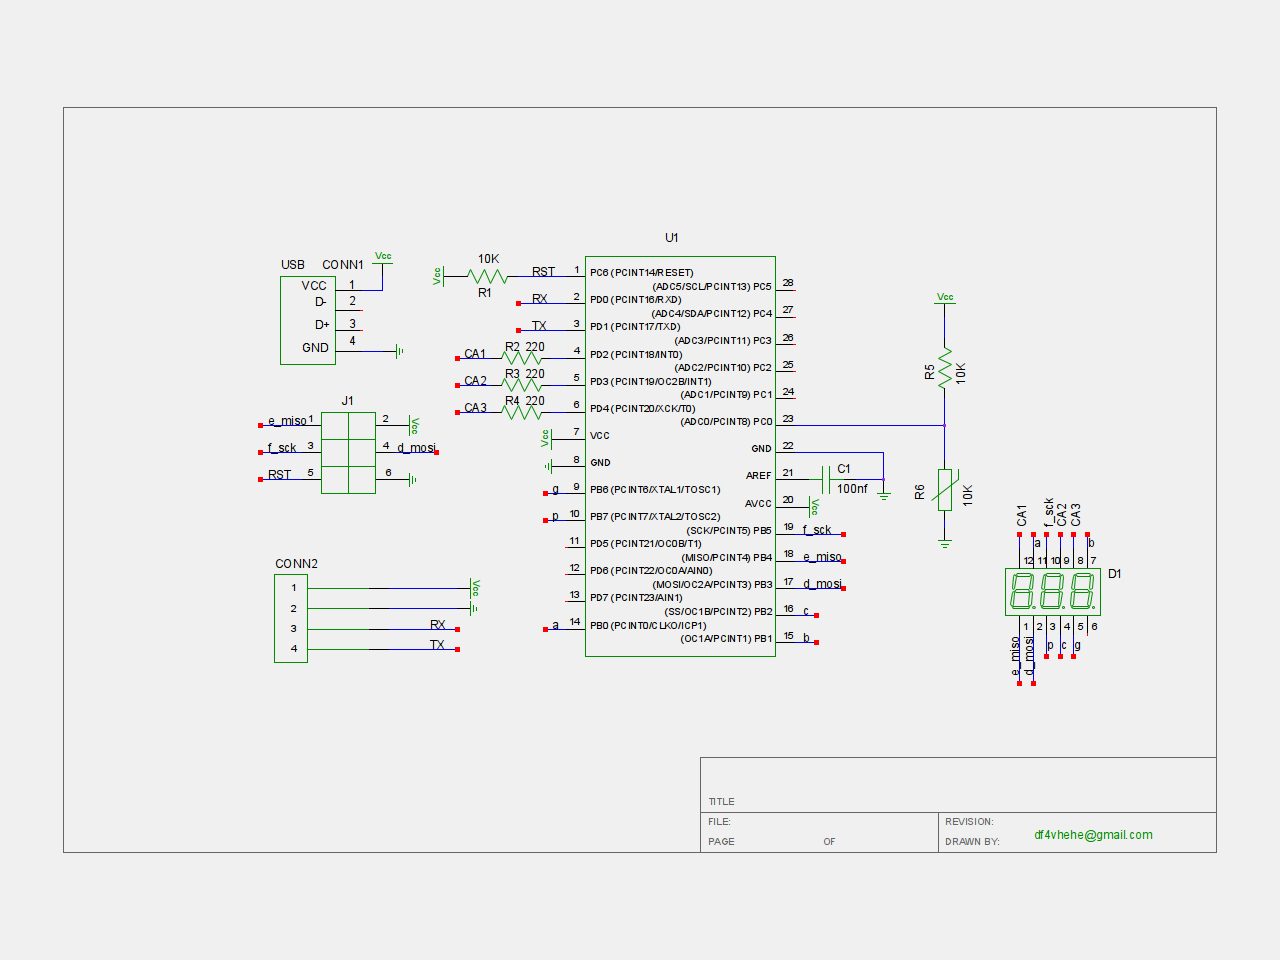 U1
USB CONN1 Vcc
VCC 1
D- 2
D+ 3
GND 4
Vcc 10K R1 RST
RX
TX
CA1 R2 220
CA2 R3 220
CA3 R4 220
Vcc
g
p
a
1 PC6 (PCINT14/RESET)
(ADC5/SCL/PCINT13) PC5 28
2 PD0 (PCINT16/RXD)
(ADC4/SDA/PCINT12) PC4 27
3 PD1 (PCINT17/TXD)
(ADC3/PCINT11) PC3 26
4 PD2 (PCINT18/INT0)
(ADC2/PCINT10) PC2 25
5 PD3 (PCINT19/OC2B/INT1)
(ADC1/PCINT9) PC1 24
6 PD4 (PCINT20/XCK/T0)
(ADC0/PCINT8) PC0 23
7 VCC
GND 22
8 GND
AREF 21
9 PB6 (PCINT6/XTAL1/TOSC1)
AVCC 20
10 PB7 (PCINT7/XTAL2/TOSC2)
(SCK/PCINT5) PB5 19 f_sck
11 PD5 (PCINT21/OC0B/T1)
(MISO/PCINT4) PB4 18 e_miso
12 PD6 (PCINT22/OC0A/AIN0)
(MOSI/OC2A/PCINT3) PB3 17 d_mosi
13 PD7 (PCINT23/AIN1)
(SS/OC1B/PCINT2) PB2 16 c
14 PB0 (PCINT0/CLKO/ICP1)
(OC1A/PCINT1) PB1 15 b
C1
100nf
Vcc
Vcc
R5 10K
R6 10K
J1
e_miso 1 2 Vcc
f_sck 3 4 d_mosi
RST 5 6
CONN2
1 Vcc
2
3 RX
4 TX
CA1 a f_sck CA2 CA3 b
12 11 10 9 8 7
D1
1 2 3 4 5 6
e_miso d_mosi p c g
TITLE
FILE: REVISION:
PAGE OF DRAWN BY: df4vhehe@gmail.com